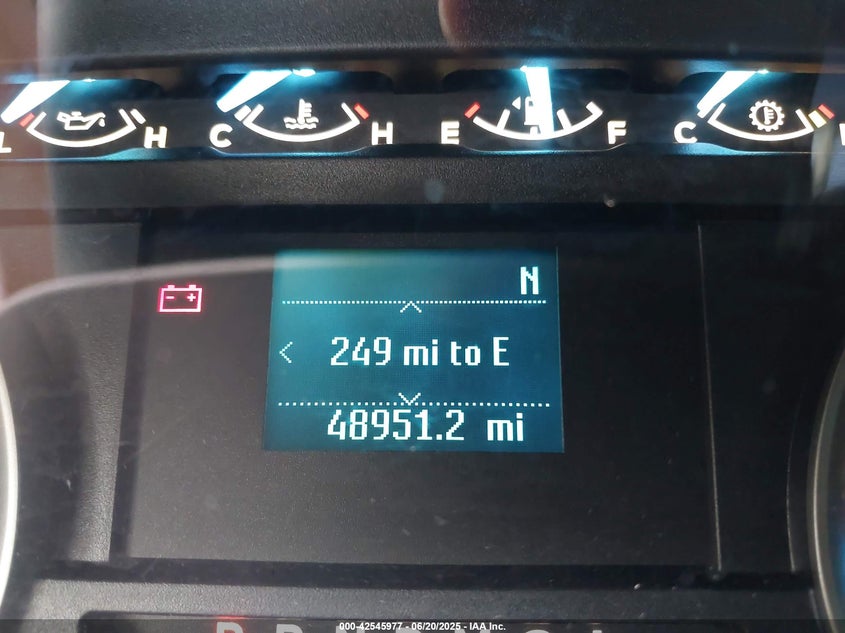 L H C H E F C
N
249 mi to E
48951.2 mi
000-42545977 - 06/20/2025 - IAA Inc.